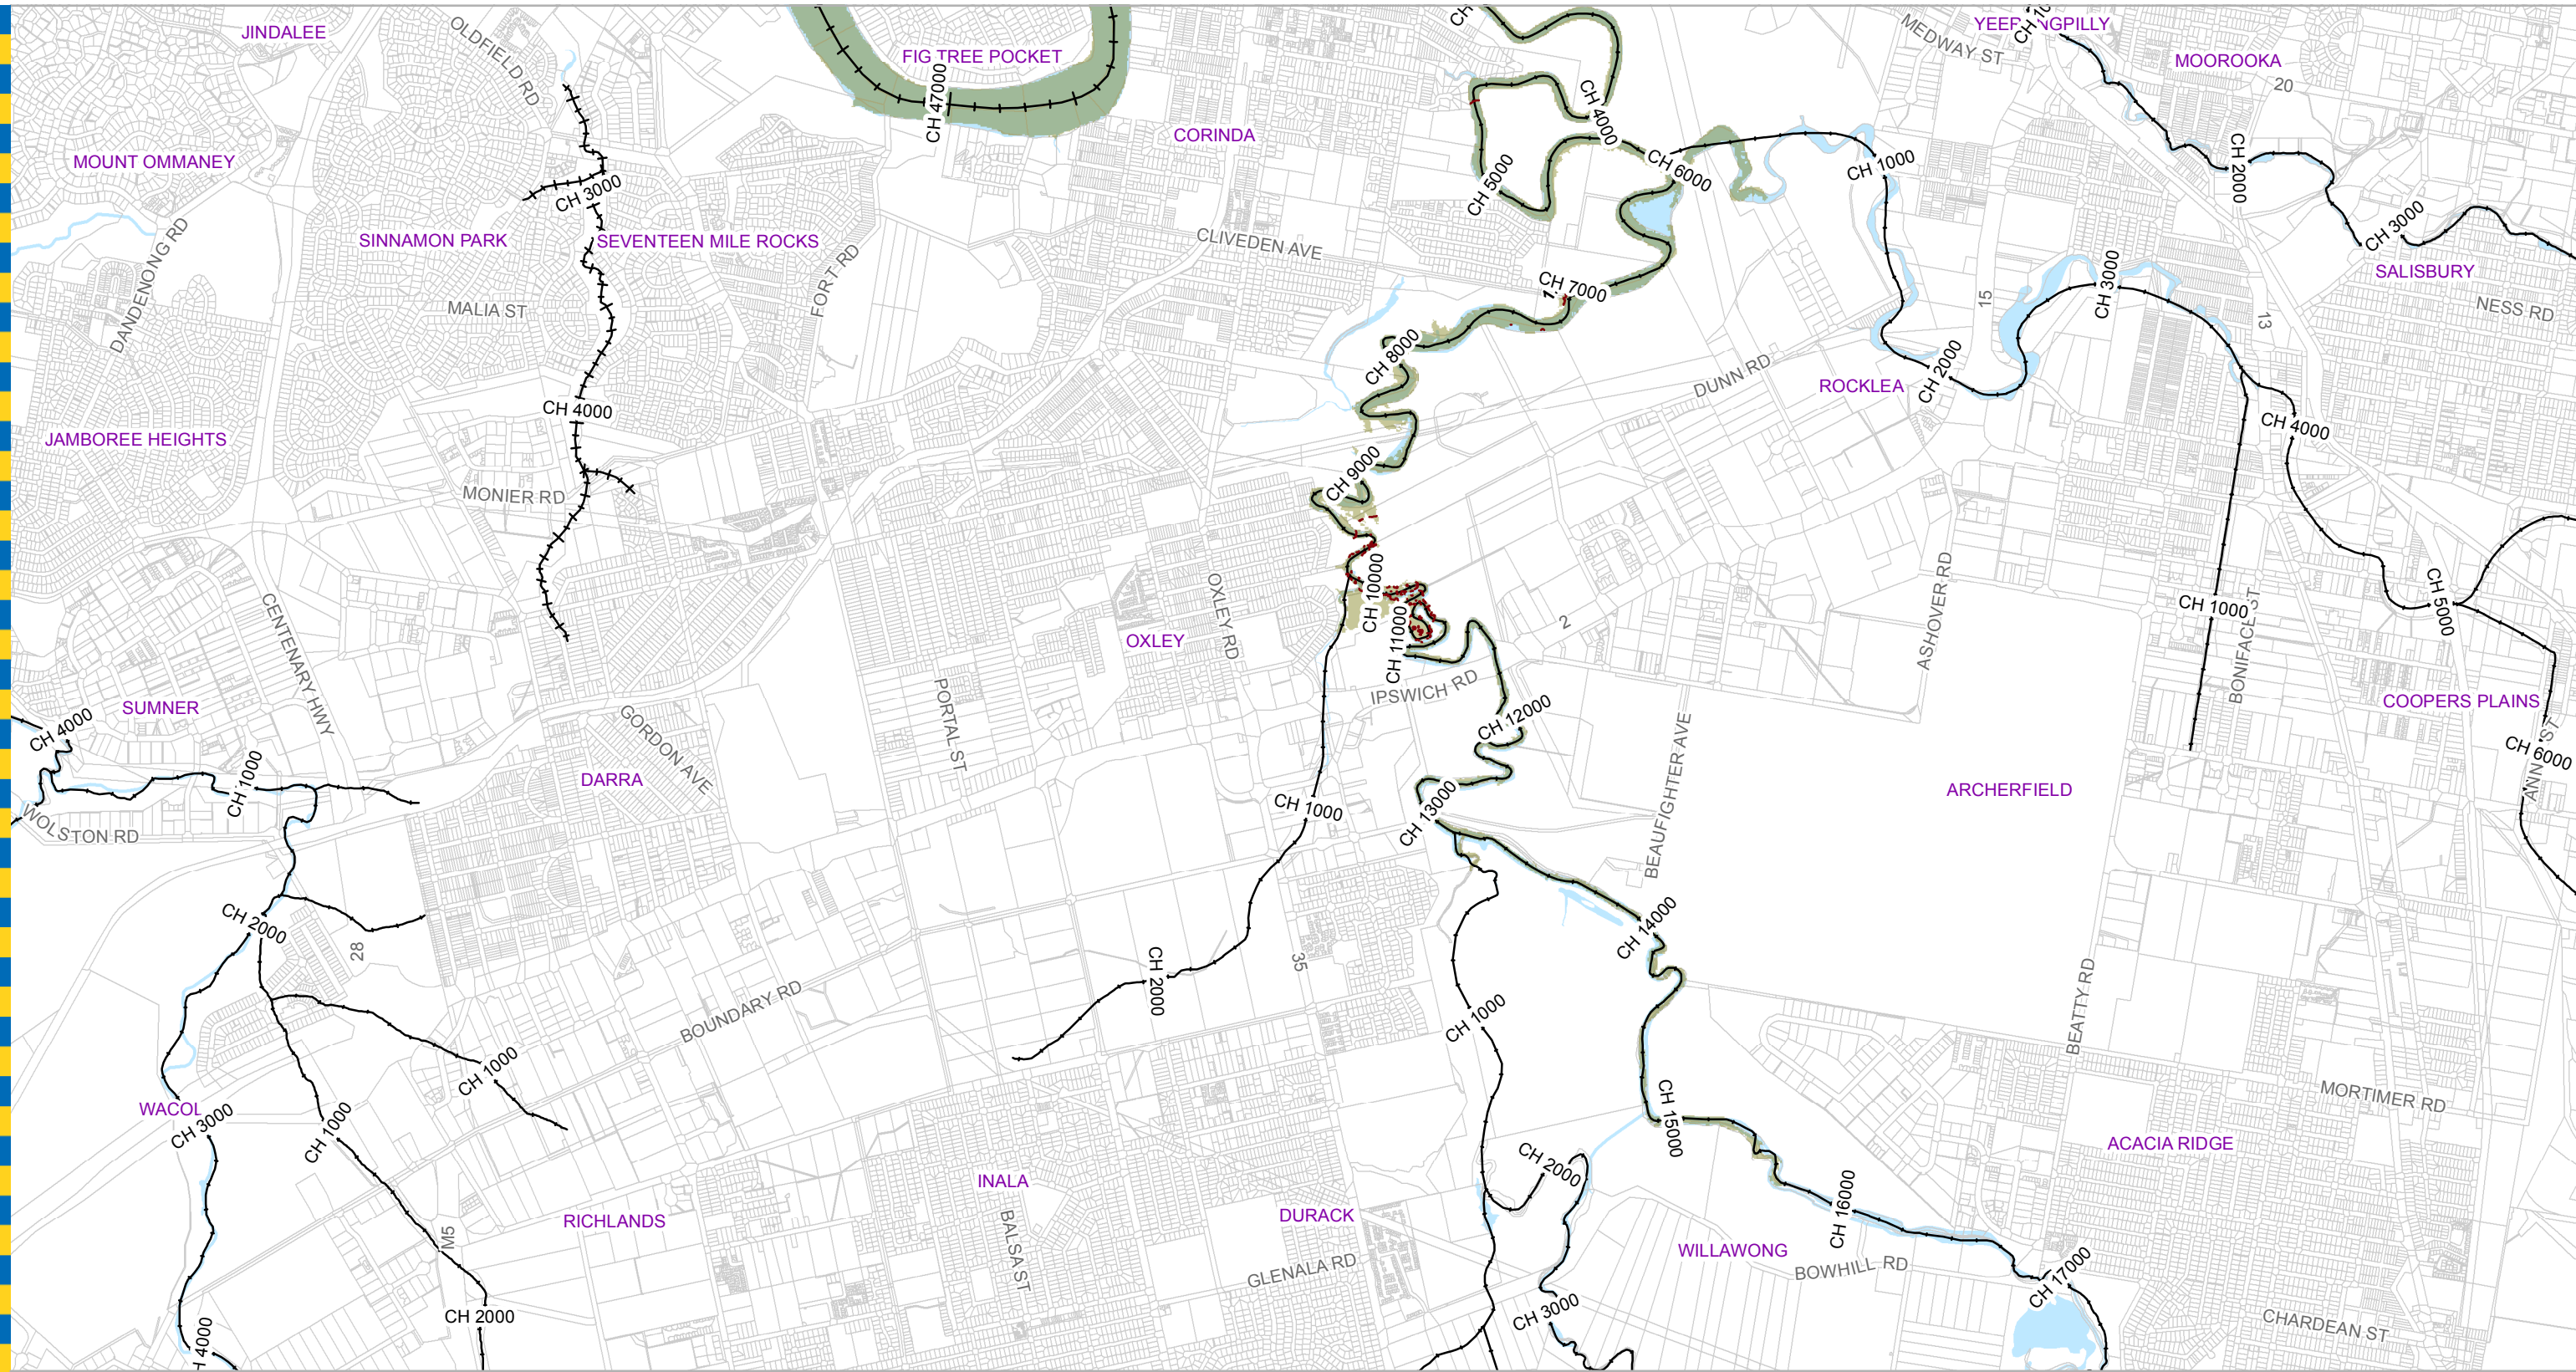 JINDALEE
OLDFIELD RD
FIG TREE POCKET
CH 47000
MEDWAY ST
MOOROOKA
20
MOUNT OMMANEY
CORINDA
CH 4000
CH 5000
CH 6000
CH 1000
CH 2000
CH 3000
DANDENONG RD
SINNAMON PARK
SEVENTEEN MILE ROCKS
FORT RD
CLIVEDEN AVE
CH 3000
SALISBURY
CH 3000
NESS RD
MALIA ST
CH 7000
15
13
CH 8000
DUNN RD
ROCKLEA
CH 2000
CH 4000
JAMBOREE HEIGHTS
CH 4000
MONIER RD
CH 9000
CENTENARY HWY
OXLEY RD
CH 10000
CH 11000
2
ASHOVER RD
CH 1000
BONIFACE ST
CH 5000
OXLEY
IPSWICH RD
SUMNER
CH 4000
GORDON AVE
PORTAL ST
CH 12000
COOPERS PLAINS
CH 6000
ANN ST
WOLSTON RD
CH 1000
DARRA
CH 1000
CH 13000
BEAUFIGHTER AVE
ARCHERFIELD
CH 2000
28
CH 2000
35
CH 14000
BOUNDARY RD
CH 1000
BEATTY RD
WACOL
CH 3000
CH 1000
CH 1000
CH 15000
MORTIMER RD
ACACIA RIDGE
INALA
CH 2000
RICHLANDS
M5
BALSA ST
DURACK
GLENALA RD
WILLAWONG
CH 16000
BOWHILL RD
CH 17000
CH 2000
CH 3000
CHARDEAN ST
4000